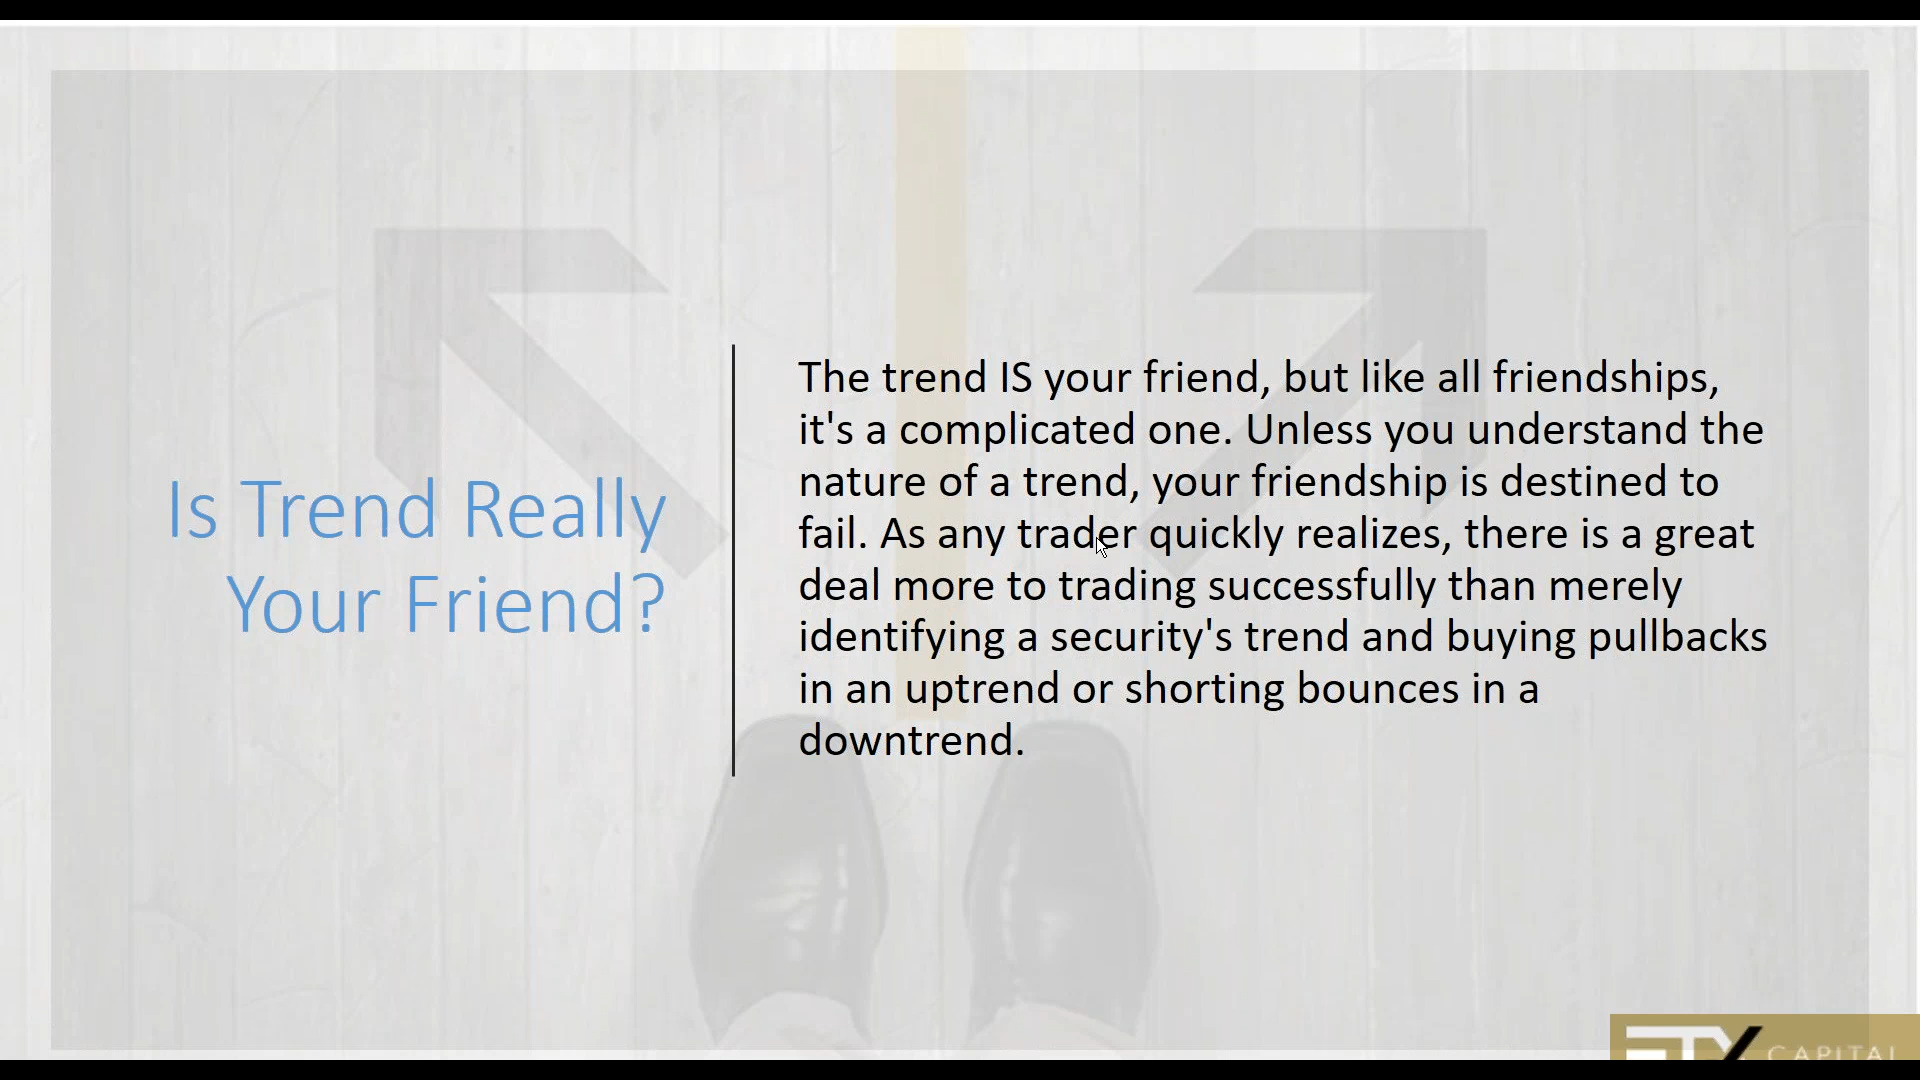 Is Trend Really
Your Friend?
The trend IS your friend, but like all friendships,
it's a complicated one. Unless you understand the
nature of a trend, your friendship is destined to
fail. As any trader quickly realizes, there is a great
deal more to trading successfully than merely
identifying a security's trend and buying pullbacks
in an uptrend or shorting bounces in a
downtrend.
ETX CAPITAL